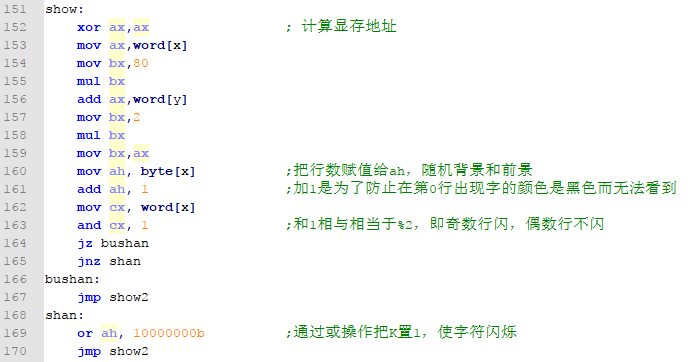 151 show:
152     xor ax,ax                 ; 计算显存地址
153     mov ax,word[x]
154     mov bx,80
155     mul bx
156     add ax,word[y]
157     mov bx,2
158     mul bx
159     mov bx,ax
160     mov ah, byte[x]           ;把行数赋值给ah，随机背景和前景
161     add ah, 1                 ;加1是为了防止在第0行出现字的颜色是黑色而无法看到
162     mov cx, word[x]
163     and cx, 1                 ;和1相与相当于%2，即奇数行闪，偶数行不闪
164     jz bushan
165     jnz shan
166 bushan:
167     jmp show2
168 shan:
169     or ah, 10000000b          ;通过或操作把K置1，使字符闪烁
170     jmp show2